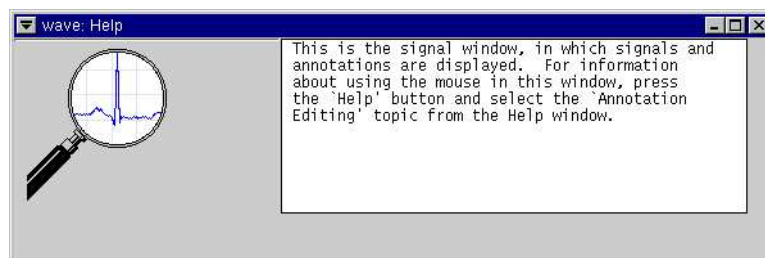 wave: Help
This is the signal window, in which signals and
annotations are displayed.  For information
about using the mouse in this window, press
the `Help' button and select the `Annotation
Editing' topic from the Help window.